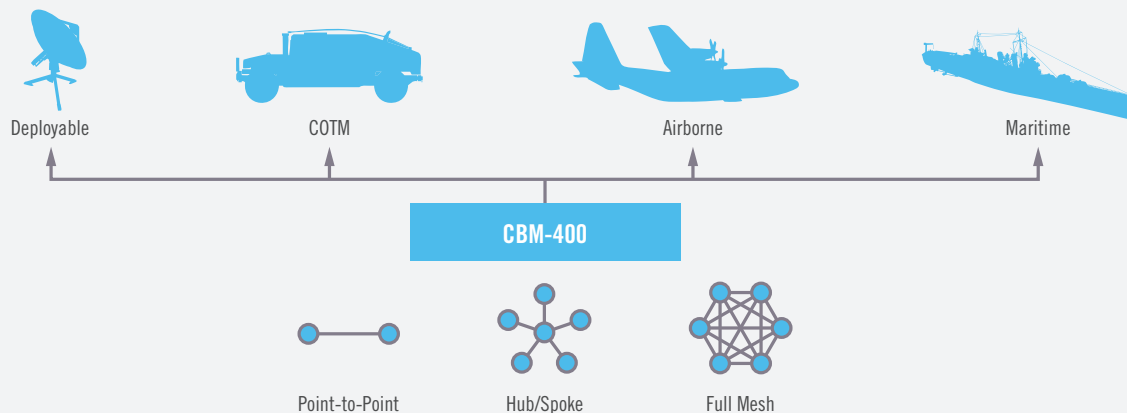 Deployable
COTM
Airborne
Maritime
CBM-400
Point-to-Point
Hub/Spoke
Full Mesh